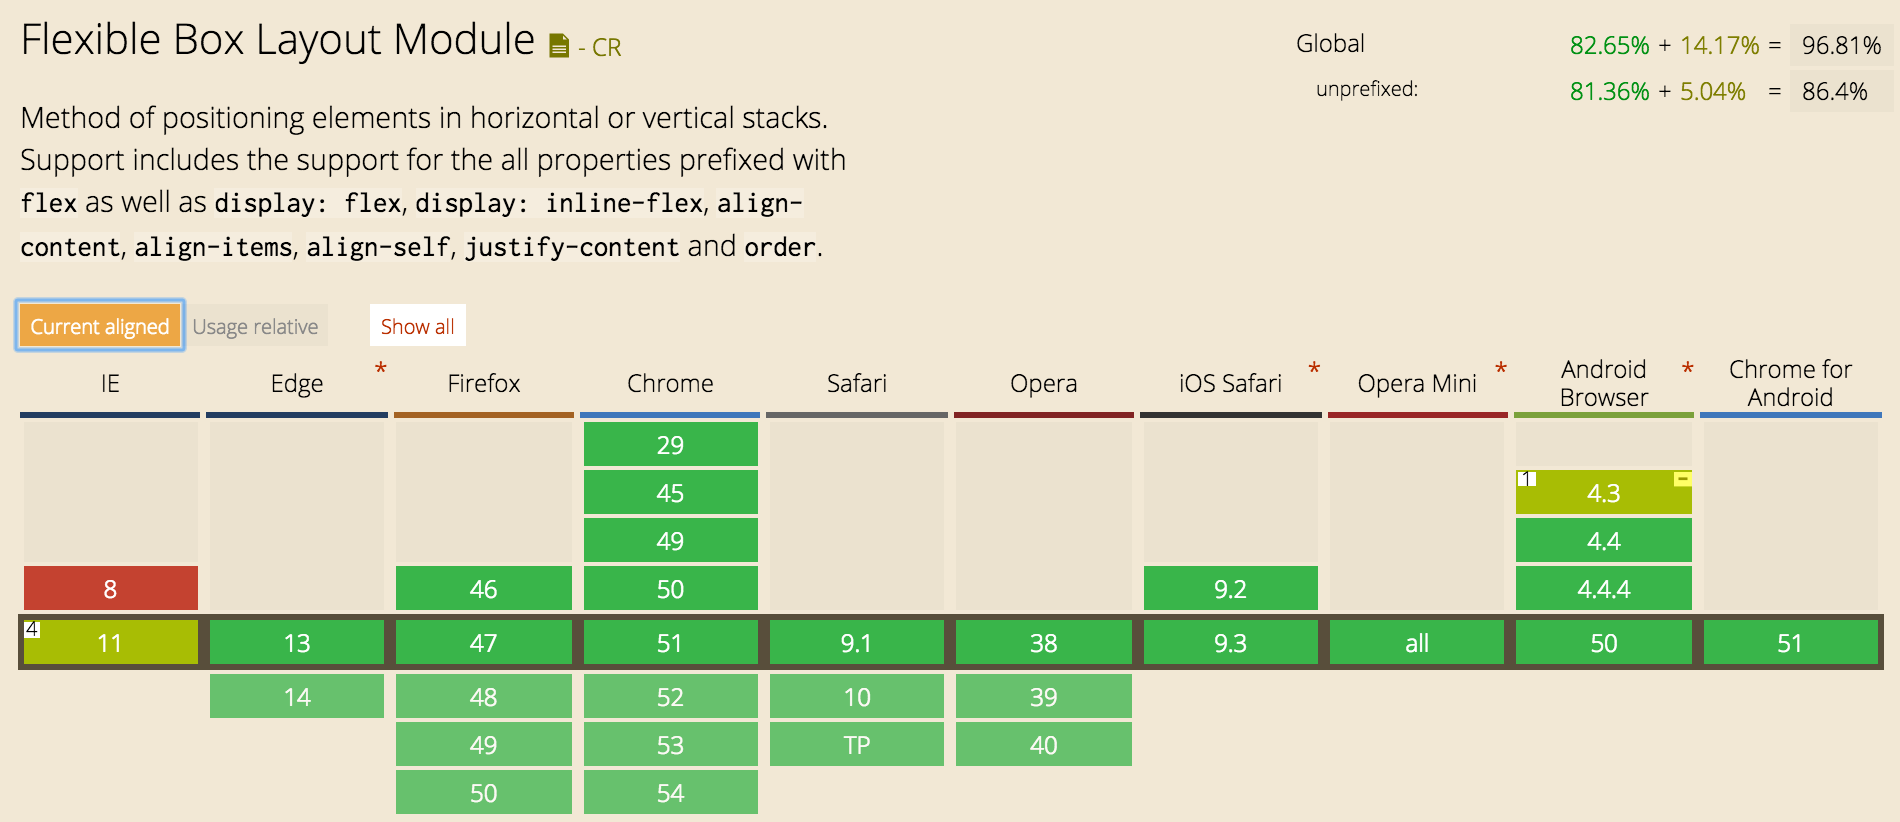 Flexible Box Layout Module - CR
Global 82.65% + 14.17% = 96.81%
unprefixed: 81.36% + 5.04% = 86.4%
Method of positioning elements in horizontal or vertical stacks.
Support includes the support for the all properties prefixed with
flex as well as display: flex, display: inline-flex, align-
content, align-items, align-self, justify-content and order.
Current aligned Usage relative Show all
IE Edge * Firefox Chrome Safari Opera iOS Safari * Opera Mini * Android Browser * Chrome for Android
29
45 1 4.3 -
49 4.4
8 46 50 9.2 4.4.4
4 11 13 47 51 9.1 38 9.3 all 50 51
14 48 52 10 39
49 53 TP 40
50 54